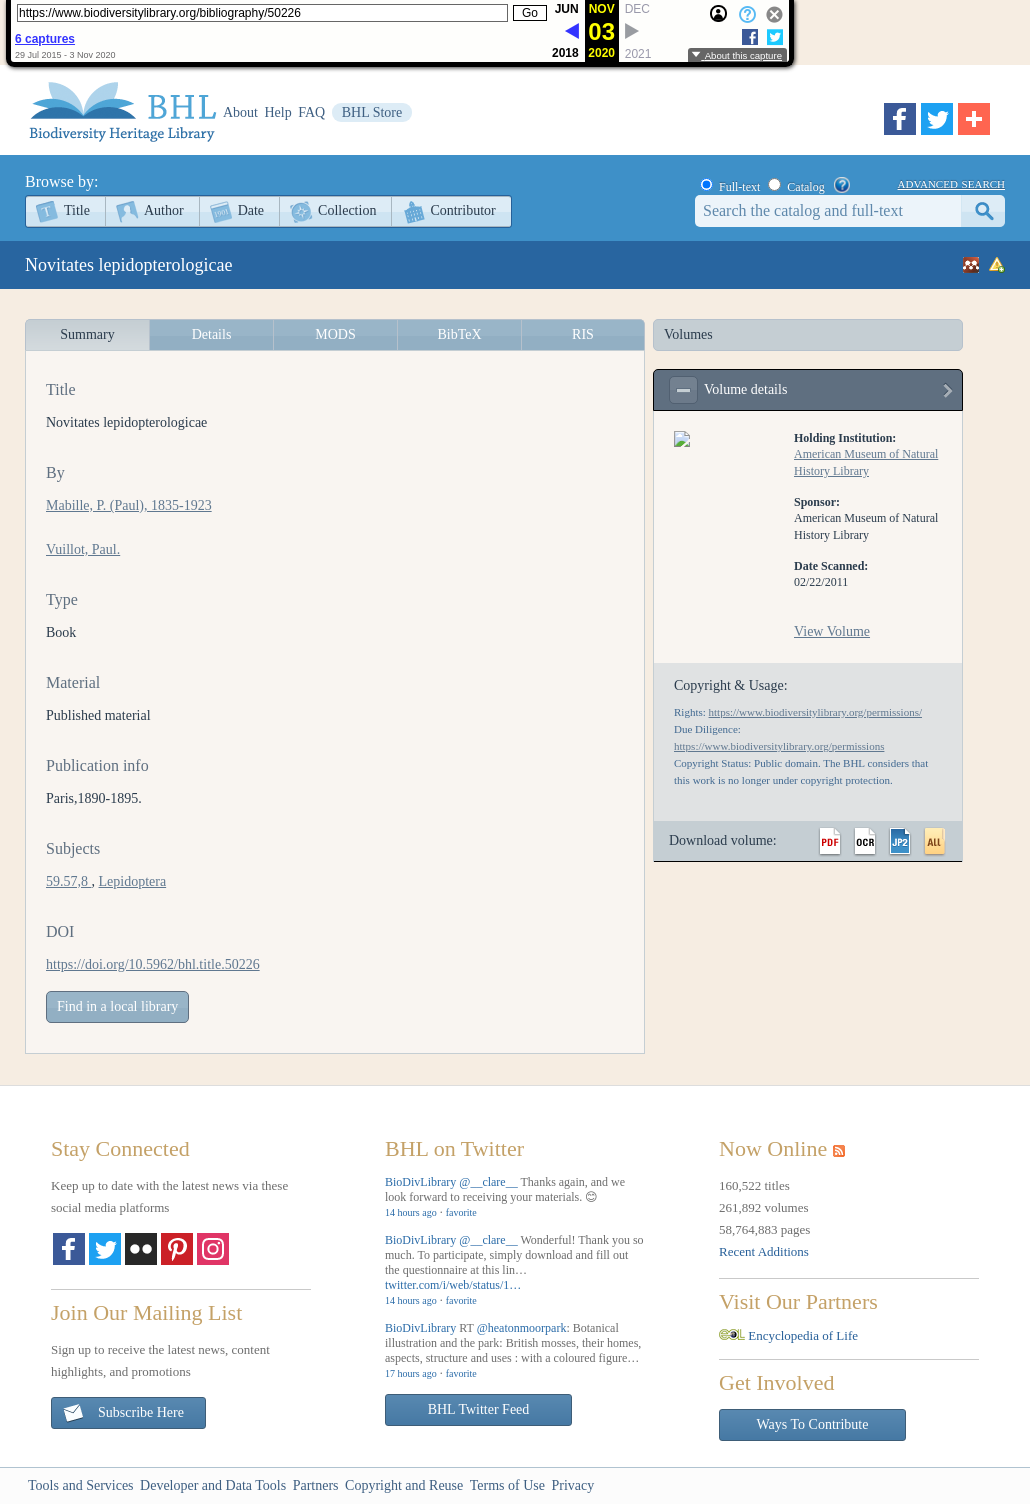 https://www.biodiversitylibrary.org/bibliography/50226 Go JUN NOV DEC
03
6 captures
29 Jul 2015 - 3 Nov 2020 2018 2020 2021
About this capture
BHL
Biodiversity Heritage Library
About Help FAQ BHL Store
Browse by:
Full-text Catalog ? ADVANCED SEARCH
Title Author Date Collection Contributor
Search the catalog and full-text
Novitates lepidopterologicae
Summary Details MODS BibTeX RIS
Title
Novitates lepidopterologicae
By
Mabille, P. (Paul), 1835-1923
Vuillot, Paul.
Type
Book
Material
Published material
Publication info
Paris,1890-1895.
Subjects
59.57,8 , Lepidoptera
DOI
https://doi.org/10.5962/bhl.title.50226
Find in a local library
Volumes
Volume details
Holding Institution:
American Museum of Natural
History Library
Sponsor:
American Museum of Natural
History Library
Date Scanned:
02/22/2011
View Volume
Copyright & Usage:
Rights: https://www.biodiversitylibrary.org/permissions/
Due Diligence:
https://www.biodiversitylibrary.org/permissions
Copyright Status: Public domain. The BHL considers that
this work is no longer under copyright protection.
Download volume: PDF OCR JP2 ALL
Stay Connected
Keep up to date with the latest news via these
social media platforms
Join Our Mailing List
Sign up to receive the latest news, content
highlights, and promotions
Subscribe Here
BHL on Twitter
BioDivLibrary @__clare__ Thanks again, and we
look forward to receiving your materials. 😊
14 hours ago · favorite
BioDivLibrary @__clare__ Wonderful! Thank you so
much. To participate, simply download and fill out
the questionnaire at this lin…
twitter.com/i/web/status/1…
14 hours ago · favorite
BioDivLibrary RT @heatonmoorpark: Botanical
illustration and the park: British mosses, their homes,
aspects, structure and uses : with a coloured figure…
17 hours ago · favorite
BHL Twitter Feed
Now Online
160,522 titles
261,892 volumes
58,764,883 pages
Recent Additions
Visit Our Partners
eol Encyclopedia of Life
Get Involved
Ways To Contribute
Tools and Services Developer and Data Tools Partners Copyright and Reuse Terms of Use Privacy